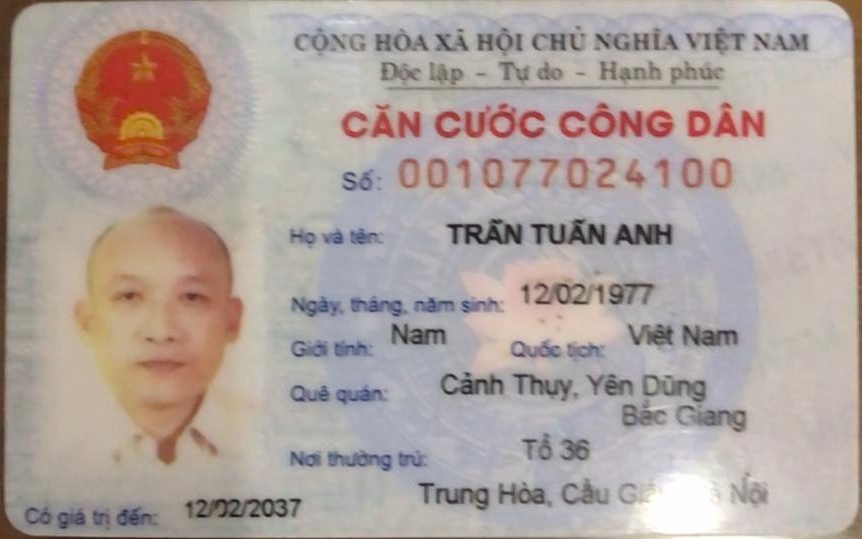 CỘNG HÒA XÃ HỘI CHỦ NGHĨA VIỆT NAM
Độc lập - Tự do - Hạnh phúc
CĂN CƯỚC CÔNG DÂN
Số: 001077024100
Họ và tên: TRẦN TUẤN ANH
Ngày, tháng, năm sinh: 12/02/1977
Giới tính: Nam Quốc tịch: Việt Nam
Quê quán: Cảnh Thụy, Yên Dũng
Bắc Giang
Nơi thường trú: Tổ 36
Trung Hòa, Cầu Nội
Có giá trị đến: 12/02/2037